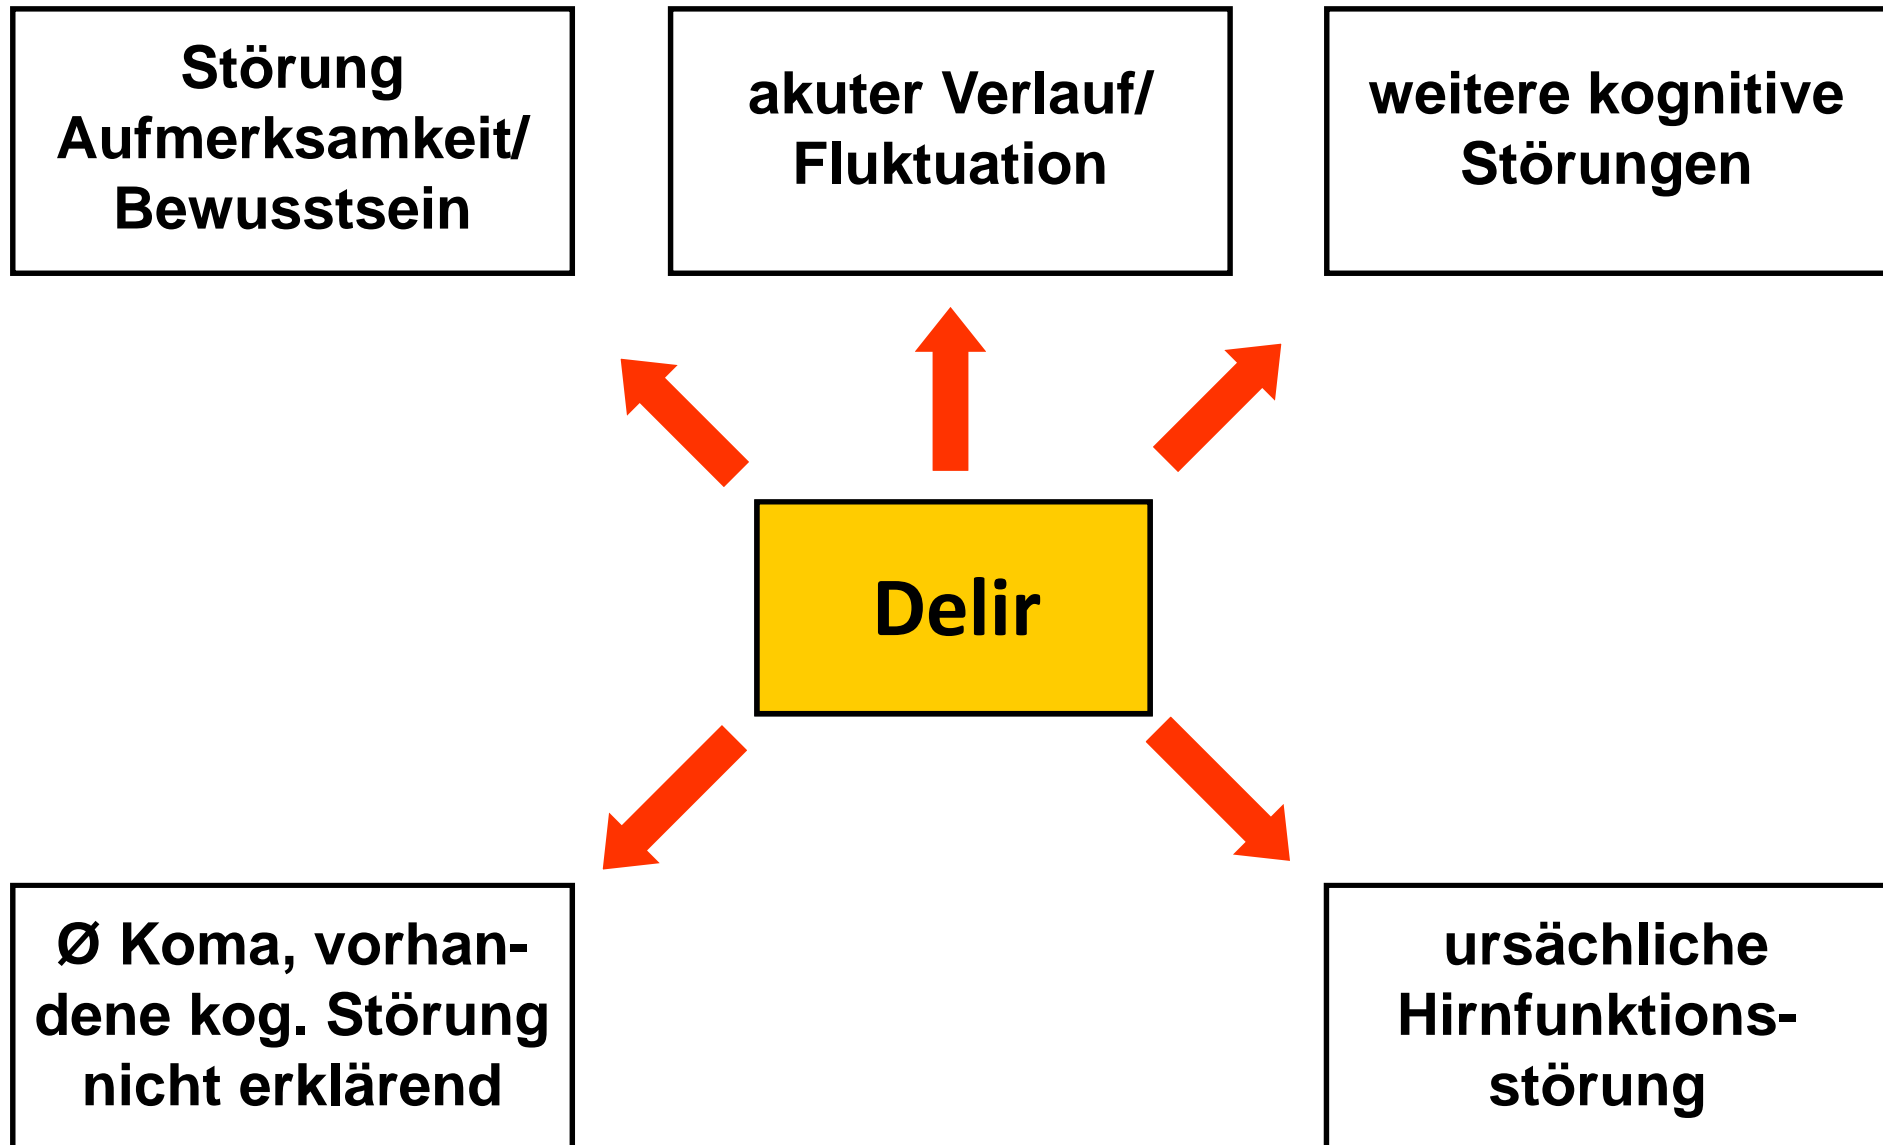 Störung
Aufmerksamkeit/
Bewusstsein
akuter Verlauf/
Fluktuation
weitere kognitive
Störungen
Delir
Ø Koma, vorhan-
dene kog. Störung
nicht erklärend
ursächliche
Hirnfunktions-
störung